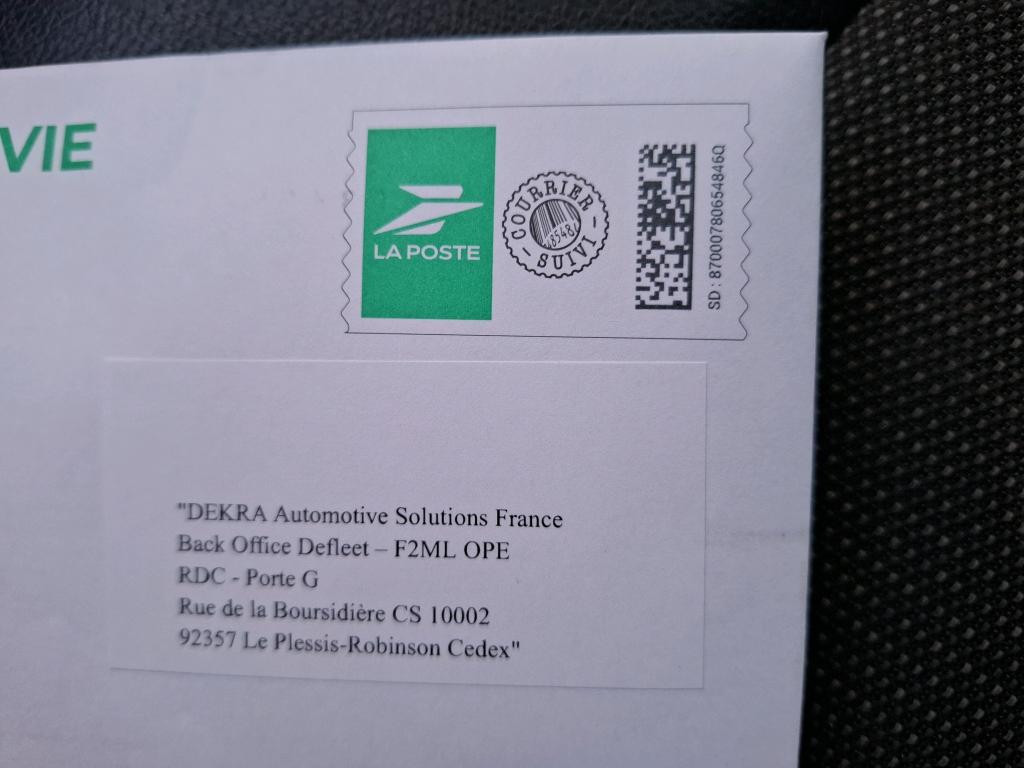 VIE
LA POSTE
COURRIER
SUIVI
SD : 87000780654846Q
"DEKRA Automotive Solutions France
Back Office Defleet – F2ML OPE
RDC - Porte G
Rue de la Boursidière CS 10002
92357 Le Plessis-Robinson Cedex"